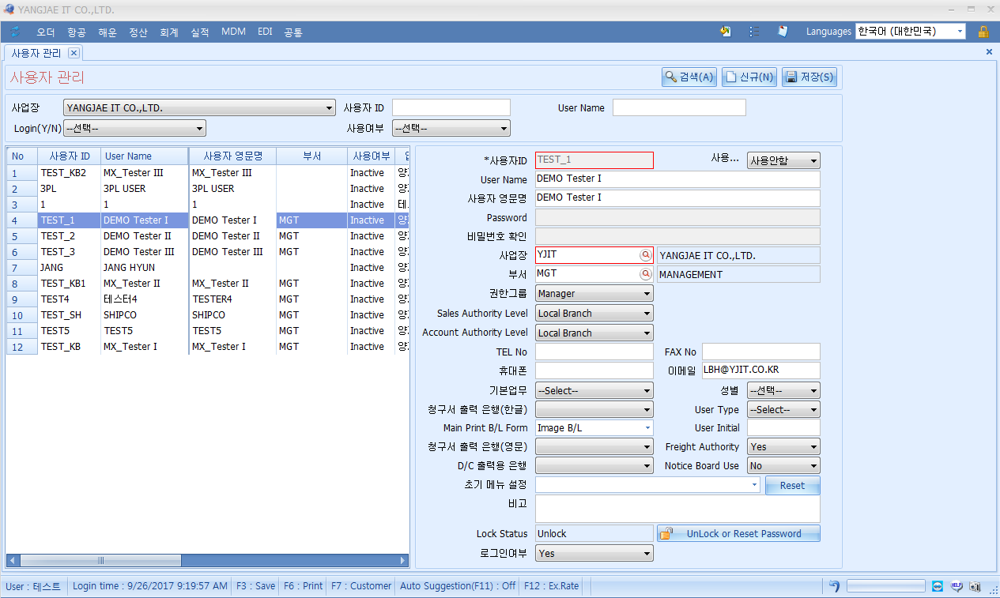 YANGJAE IT CO.,LTD.
오더 항공 해운 정산 회계 실적 MDM EDI 공통 Languages 한국어 (대한민국)
사용자 관리
사용자 관리 검색(A) 신규(N) 저장(S)
사업장 YANGJAE IT CO.,LTD. 사용자 ID User Name
Login(Y/N) --선택-- 사용여부 --선택--
No 사용자 ID User Name 사용자 영문명 부서 사용여부
1 TEST_KB2 MX_Tester III MX_Tester III Inactive 양
2 3PL 3PL USER 3PL USER Inactive 양
3 1 1 1 Inactive 테
4 TEST_1 DEMO Tester I DEMO Tester I MGT Inactive 양
5 TEST_2 DEMO Tester II DEMO Tester II MGT Inactive 양
6 TEST_3 DEMO Tester III DEMO Tester III MGT Inactive 양
7 JANG JANG HYUN Inactive 양
8 TEST_KB1 MX_Tester II MX_Tester II MGT Inactive 양
9 TEST4 테스터4 TESTER4 MGT Inactive 양
10 TEST_SH SHIPCO SHIPCO MGT Inactive 양
11 TEST5 TEST5 TEST5 MGT Inactive 양
12 TEST_KB MX_Tester I MX_Tester I MGT Inactive 양
*사용자ID TEST_1 사용... 사용안함
User Name DEMO Tester I
사용자 영문명 DEMO Tester I
Password
비밀번호 확인
사업장 YJIT YANGJAE IT CO.,LTD.
부서 MGT MANAGEMENT
권한그룹 Manager
Sales Authority Level Local Branch
Account Authority Level Local Branch
TEL No FAX No
휴대폰 이메일 LBH@YJIT.CO.KR
기본업무 --Select-- 성별 --선택--
청구서 출력 은행(한글) User Type --Select--
Main Print B/L Form Image B/L User Initial
청구서 출력 은행(영문) Freight Authority Yes
D/C 출력용 은행 Notice Board Use No
초기 메뉴 설정 Reset
비고
Lock Status Unlock UnLock or Reset Password
로그인여부 Yes
User : 테스트 Login time : 9/26/2017 9:19:57 AM F3 : Save F6 : Print F7 : Customer Auto Suggestion(F11) : Off F12 : Ex.Rate HELP